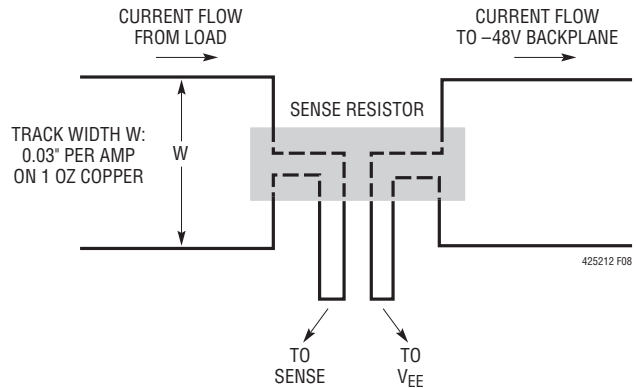 CURRENT FLOW
FROM LOAD
CURRENT FLOW
TO –48V BACKPLANE
SENSE RESISTOR
TRACK WIDTH W:
0.03" PER AMP
ON 1 OZ COPPER
W
425212 F08
TO
SENSE
TO
VEE